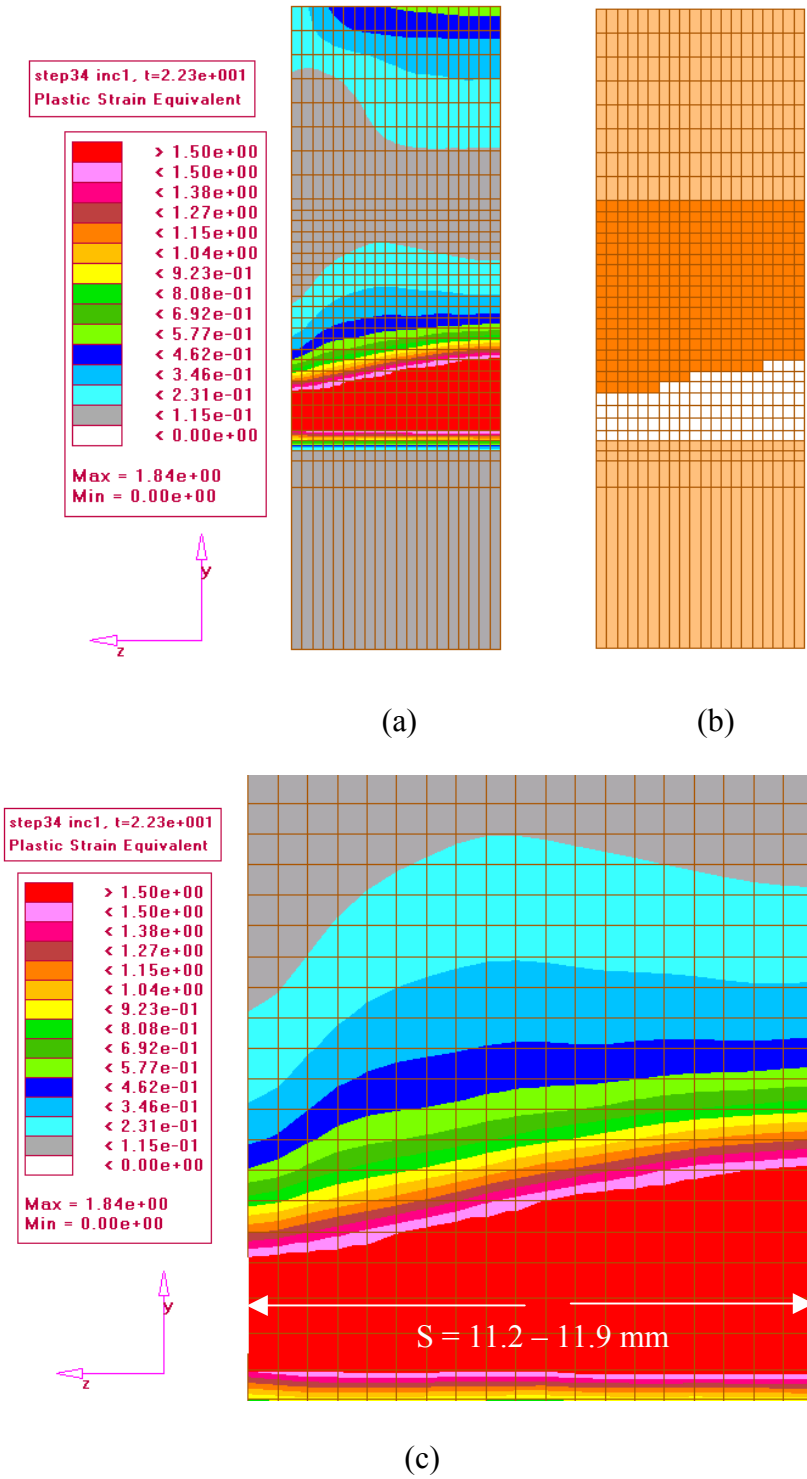 step34 inc1, t=2.23e+001
Plastic Strain Equivalent
> 1.50e+00
< 1.50e+00
< 1.38e+00
< 1.27e+00
< 1.15e+00
< 1.04e+00
< 9.23e-01
< 8.08e-01
< 6.92e-01
< 5.77e-01
< 4.62e-01
< 3.46e-01
< 2.31e-01
< 1.15e-01
< 0.00e+00
Max = 1.84e+00
Min = 0.00e+00
y
z
(a)
(b)
step34 inc1, t=2.23e+001
Plastic Strain Equivalent
> 1.50e+00
< 1.50e+00
< 1.38e+00
< 1.27e+00
< 1.15e+00
< 1.04e+00
< 9.23e-01
< 8.08e-01
< 6.92e-01
< 5.77e-01
< 4.62e-01
< 3.46e-01
< 2.31e-01
< 1.15e-01
< 0.00e+00
Max = 1.84e+00
Min = 0.00e+00
y
z
S = 11.2 – 11.9 mm
(c)